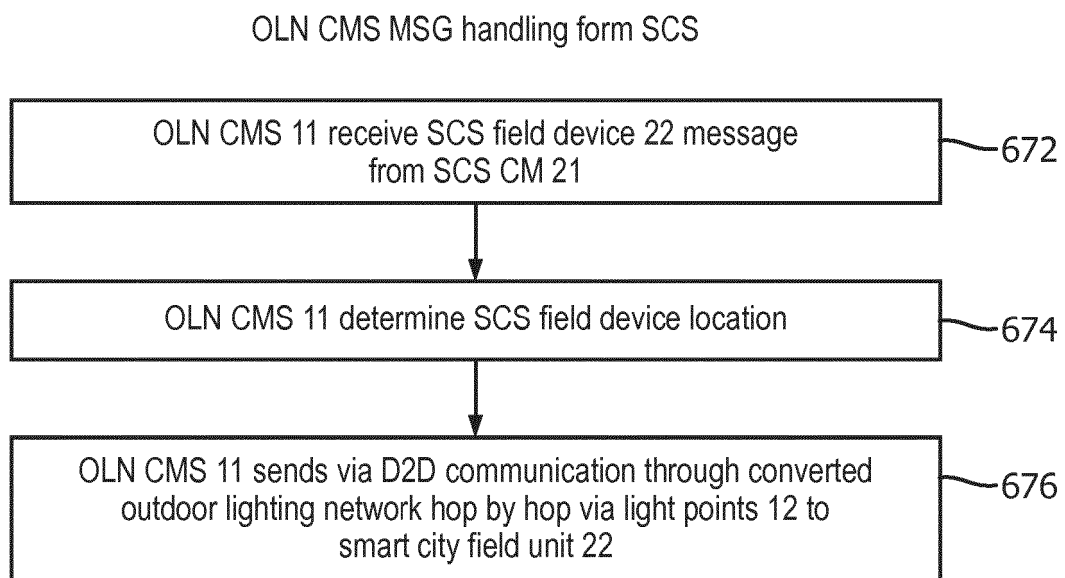 OLN CMS MSG handling form SCS
OLN CMS 11 receive SCS field device 22 message
from SCS CM 21
672
OLN CMS 11 determine SCS field device location
674
OLN CMS 11 sends via D2D communication through converted
outdoor lighting network hop by hop via light points 12 to
smart city field unit 22
676